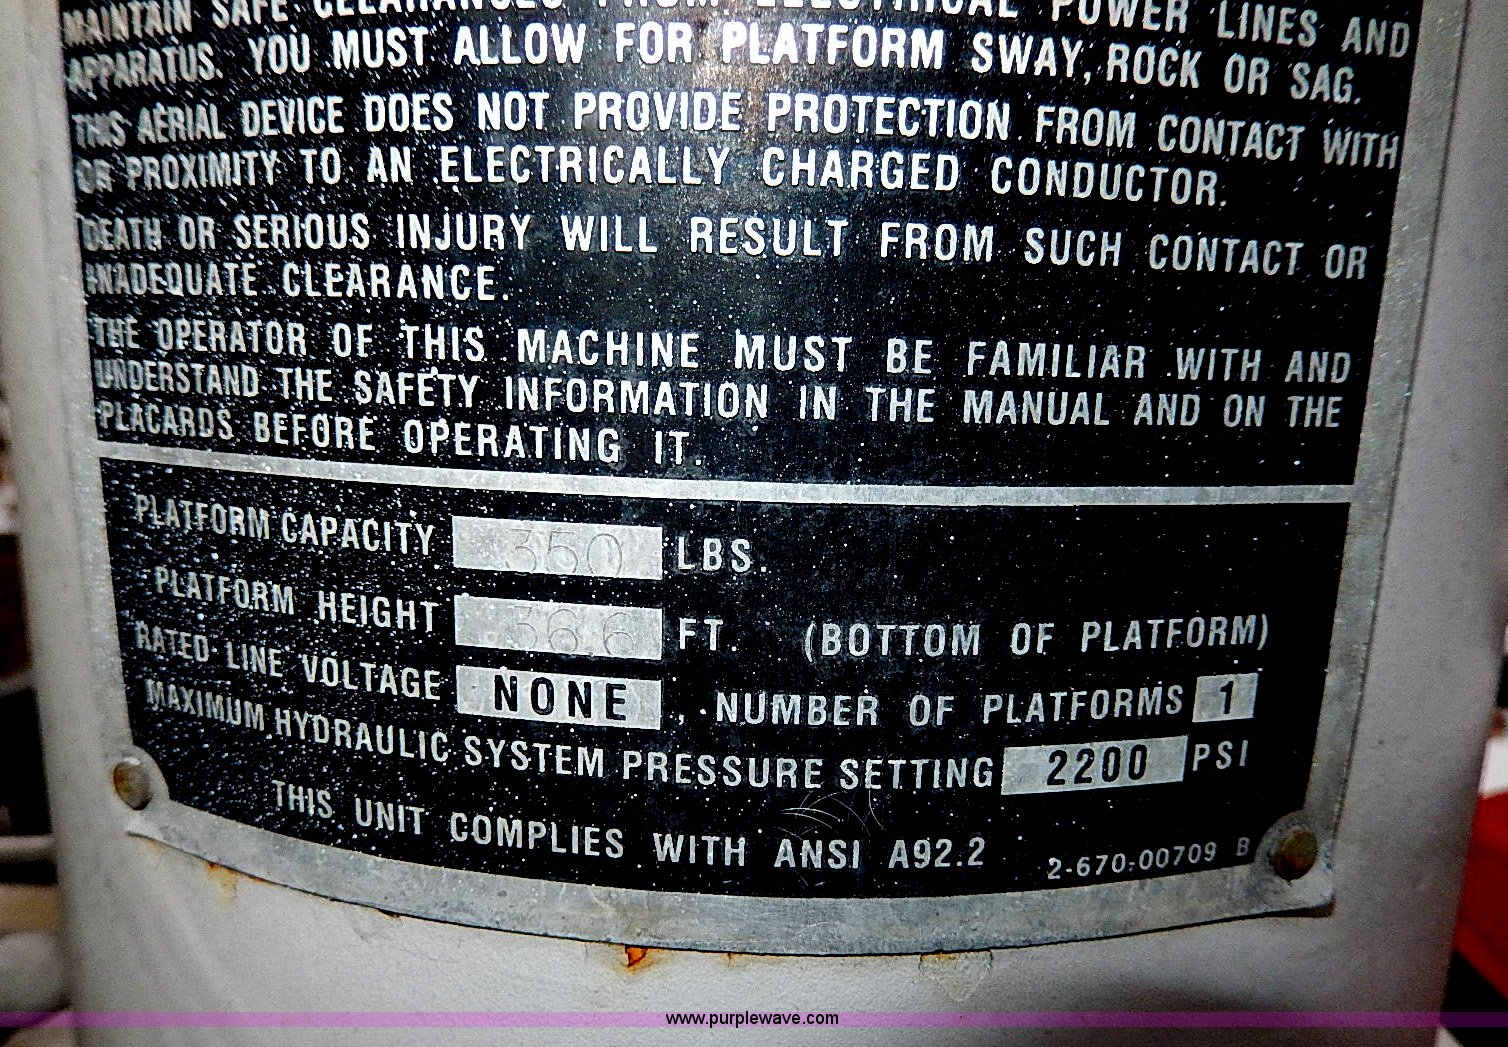 MAINTAIN SAFE CLEARANCES FROM ELECTRICAL POWER LINES AND
APPARATUS. YOU MUST ALLOW FOR PLATFORM SWAY, ROCK OR SAG.
THIS AERIAL DEVICE DOES NOT PROVIDE PROTECTION FROM CONTACT WITH
OR PROXIMITY TO AN ELECTRICALLY CHARGED CONDUCTOR.
DEATH OR SERIOUS INJURY WILL RESULT FROM SUCH CONTACT OR
INADEQUATE CLEARANCE.
THE OPERATOR OF THIS MACHINE MUST BE FAMILIAR WITH AND
UNDERSTAND THE SAFETY INFORMATION IN THE MANUAL AND ON THE
PLACARDS BEFORE OPERATING IT.
PLATFORM CAPACITY 350 LBS.
PLATFORM HEIGHT 36.6 FT. (BOTTOM OF PLATFORM)
RATED LINE VOLTAGE NONE, NUMBER OF PLATFORMS 1
MAXIMUM HYDRAULIC SYSTEM PRESSURE SETTING 2200 PSI
THIS UNIT COMPLIES WITH ANSI A92.2
2-670-00709 B
www.purplewave.com